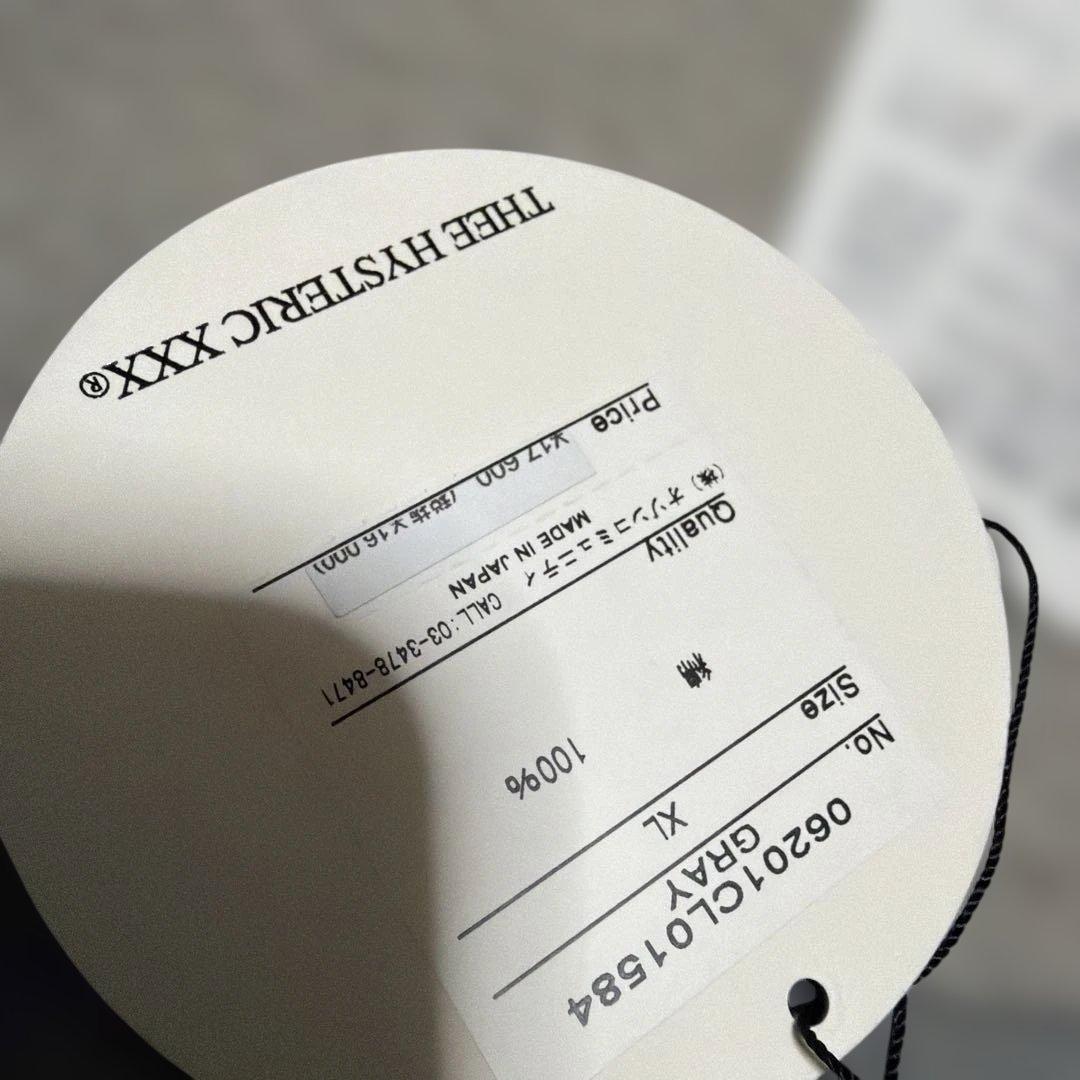 No. 06201CL01584
GRAY
Size XL
綿 100%
Quality
(株)オゾンコミュニティ CALL:03-3478-8471
MADE IN JAPAN
Price ¥17,600 (税抜¥16,000)
THEE HYSTERIC XXX®